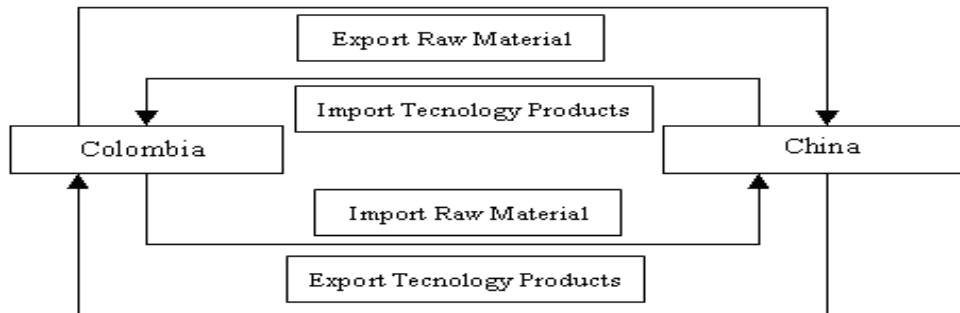 Export Raw Material
Import Tecnology Products
Colombia
China
Import Raw Material
Export Tecnology Products